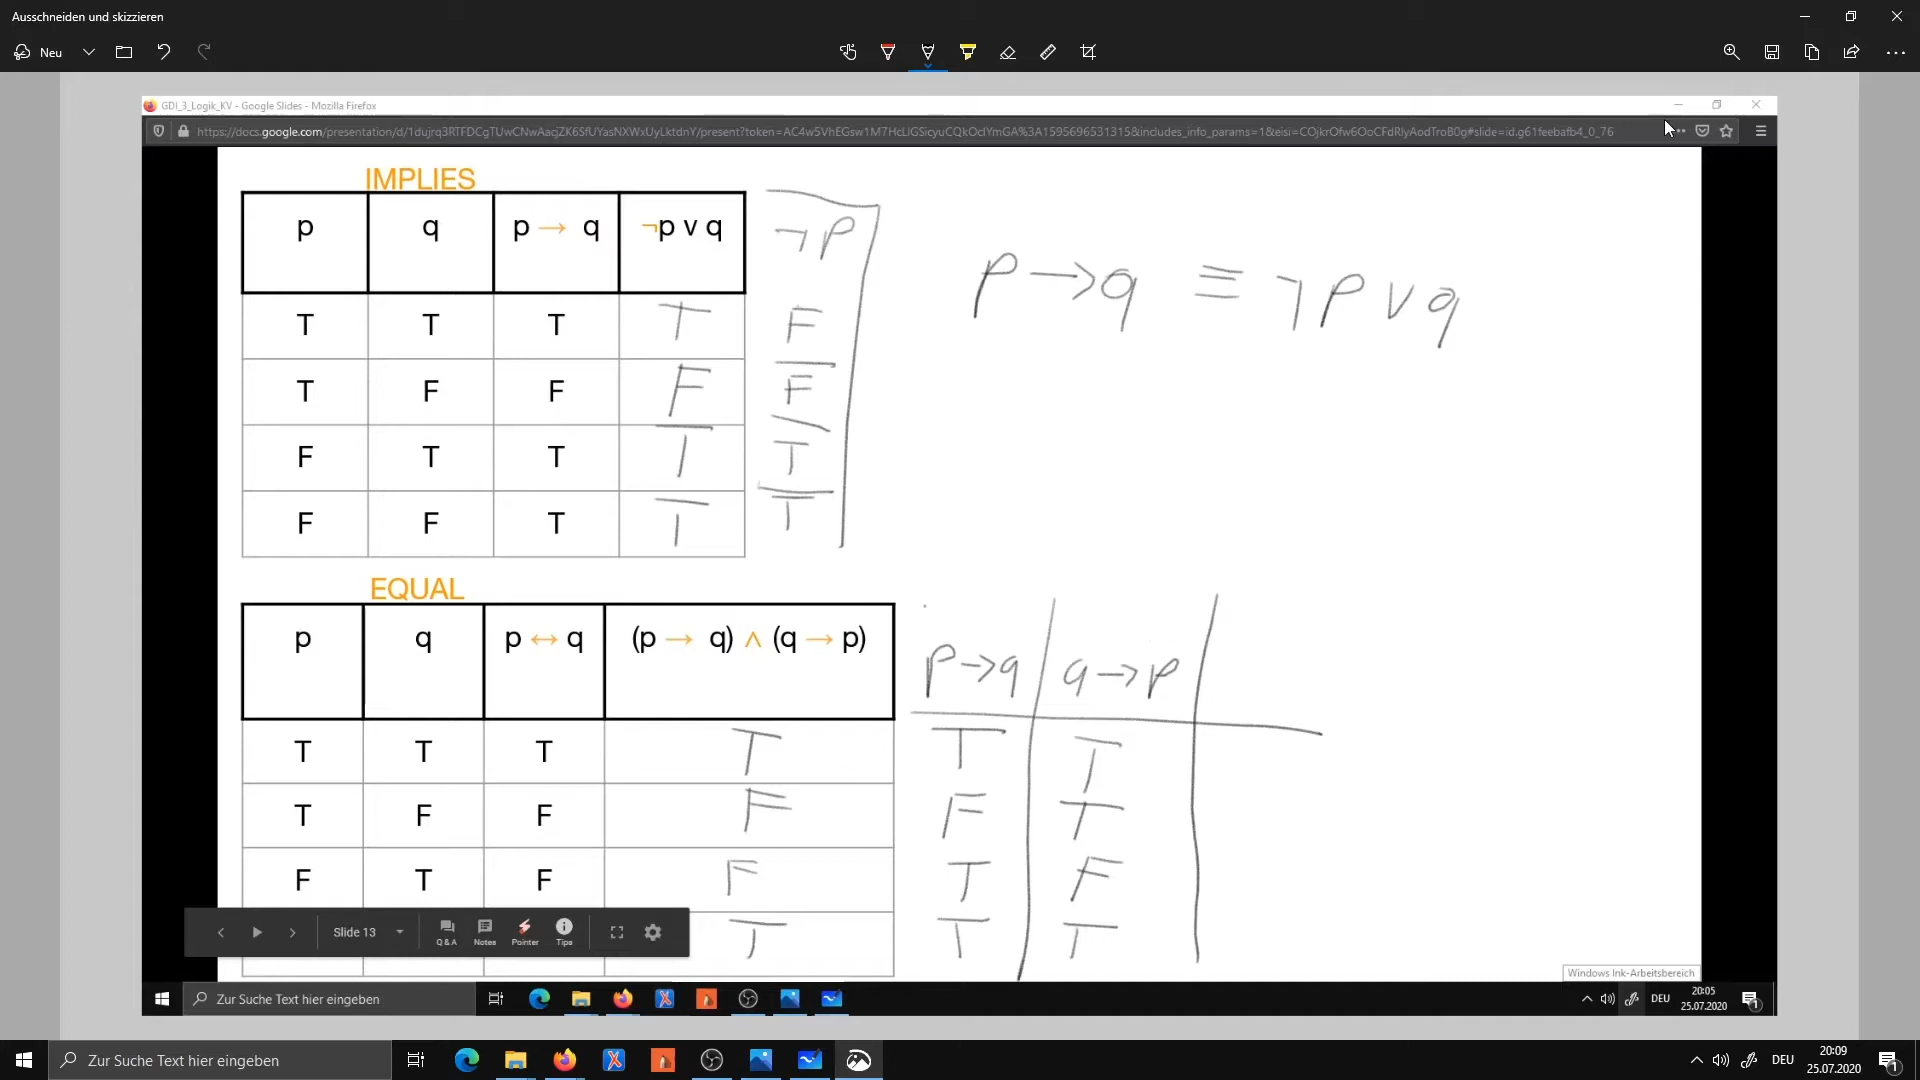 Ausschneiden und skizzieren
Neu
GDI_3_Logik_KV - Google Slides - Mozilla Firefox
IMPLIES
p q p → q ¬p v q ¬P
T T T T F
T F F F F
F T T T T
F F T T T
P → q ≡ ¬P v q
EQUAL
p q p ↔ q (p → q) ∧ (q → p) P → q q → P
T T T T T T
T F F F F T
F T F F T F
T T T
Slide 13
Q & A Notes Pointer Tips
Windows Ink-Arbeitsbereich
Zur Suche Text hier eingeben
DEU
20:05
25.07.2020
1
Zur Suche Text hier eingeben
DEU
20:09
25.07.2020
1